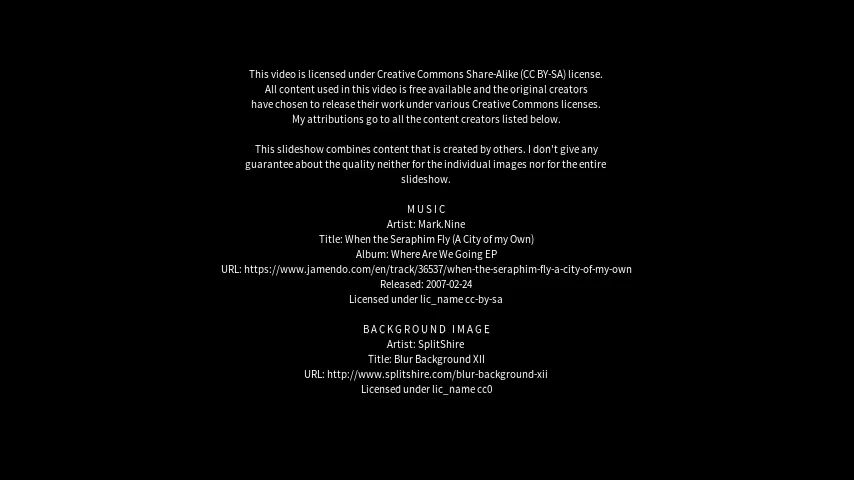 This video is licensed under Creative Commons Share-Alike (CC BY-SA) license.
All content used in this video is free available and the original creators
have chosen to release their work under various Creative Commons licenses.
My attributions go to all the content creators listed below.
This slideshow combines content that is created by others. I don't give any
guarantee about the quality neither for the individual images nor for the entire
slideshow.
MUSIC
Artist: Mark.Nine
Title: When the Seraphim Fly (A City of my Own)
Album: Where Are We Going EP
URL: https://www.jamendo.com/en/track/36537/when-the-seraphim-fly-a-city-of-my-own
Released: 2007-02-24
Licensed under lic_name cc-by-sa
BACKGROUND IMAGE
Artist: SplitShire
Title: Blur Background XII
URL: http://www.splitshire.com/blur-background-xii
Licensed under lic_name cc0